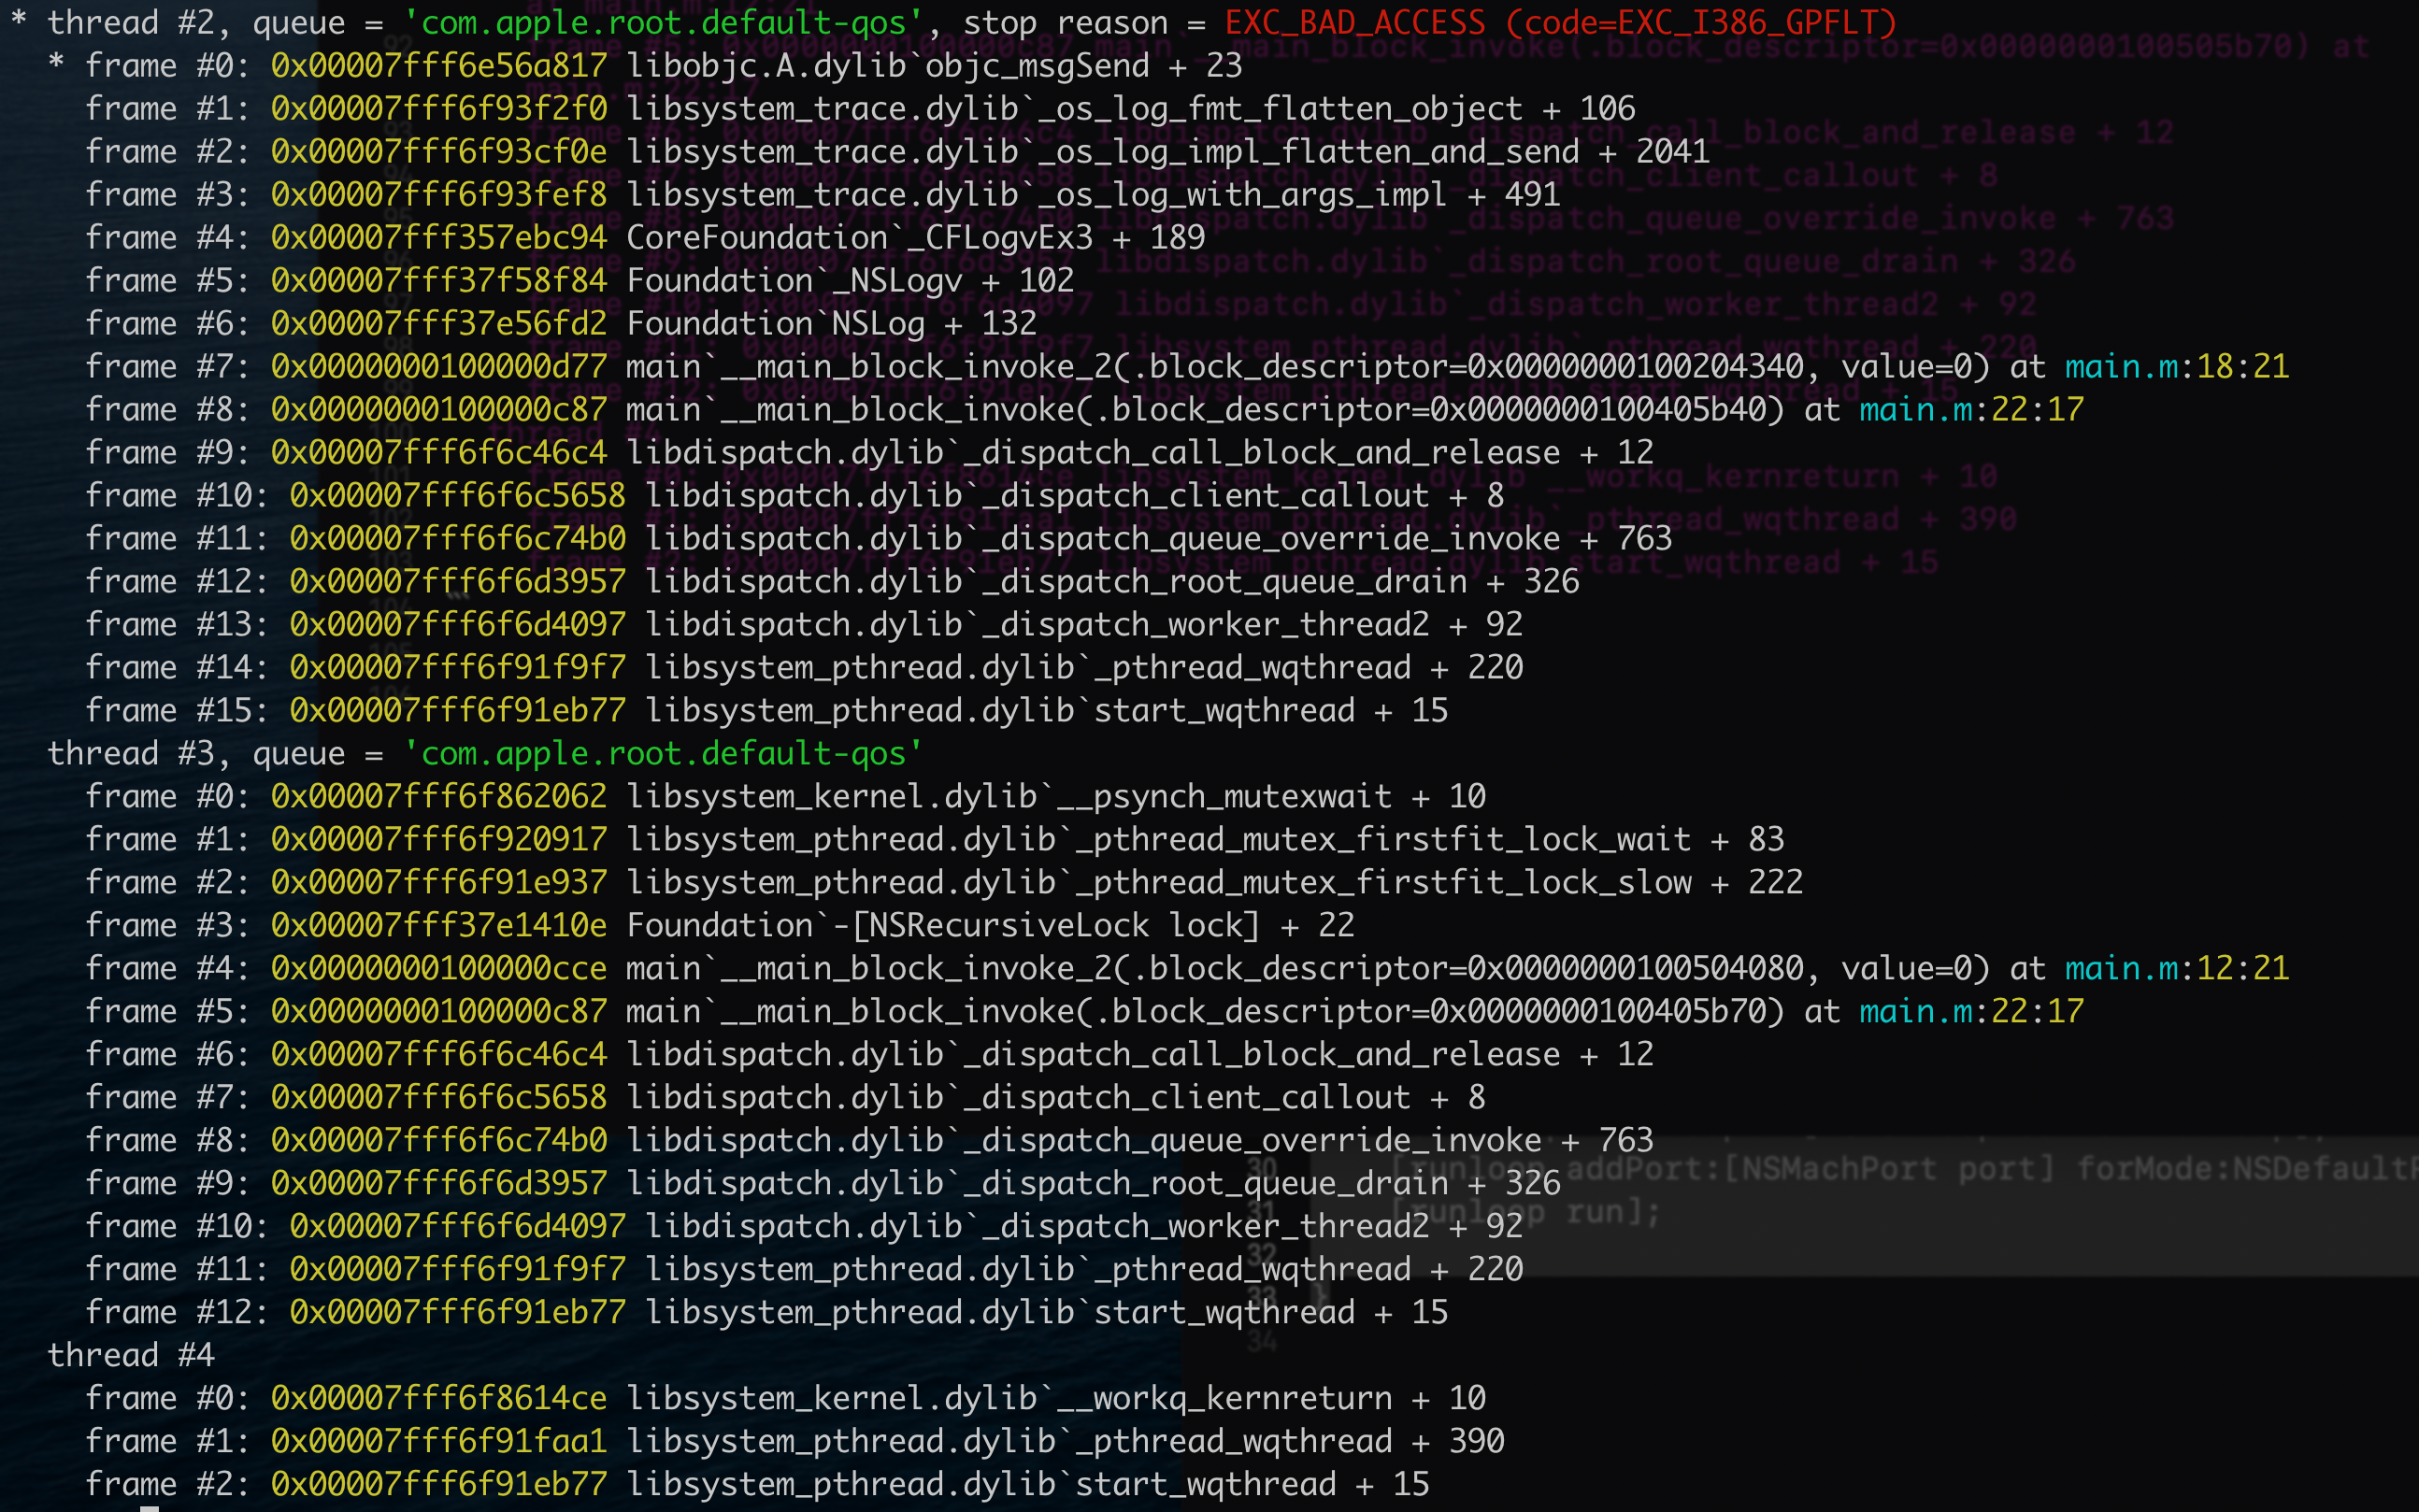 * thread #2, queue = 'com.apple.root.default-qos', stop reason = EXC_BAD_ACCESS (code=EXC_I386_GPFLT)
  * frame #0: 0x00007fff6e56a817 libobjc.A.dylib`objc_msgSend + 23
    frame #1: 0x00007fff6f93f2f0 libsystem_trace.dylib`_os_log_fmt_flatten_object + 106
    frame #2: 0x00007fff6f93cf0e libsystem_trace.dylib`_os_log_impl_flatten_and_send + 2041
    frame #3: 0x00007fff6f93fef8 libsystem_trace.dylib`_os_log_with_args_impl + 491
    frame #4: 0x00007fff357ebc94 CoreFoundation`_CFLogvEx3 + 189
    frame #5: 0x00007fff37f58f84 Foundation`_NSLogv + 102
    frame #6: 0x00007fff37e56fd2 Foundation`NSLog + 132
    frame #7: 0x0000000100000d77 main`__main_block_invoke_2(.block_descriptor=0x0000000100204340, value=0) at main.m:18:21
    frame #8: 0x0000000100000c87 main`__main_block_invoke(.block_descriptor=0x0000000100405b40) at main.m:22:17
    frame #9: 0x00007fff6f6c46c4 libdispatch.dylib`_dispatch_call_block_and_release + 12
    frame #10: 0x00007fff6f6c5658 libdispatch.dylib`_dispatch_client_callout + 8
    frame #11: 0x00007fff6f6c74b0 libdispatch.dylib`_dispatch_queue_override_invoke + 763
    frame #12: 0x00007fff6f6d3957 libdispatch.dylib`_dispatch_root_queue_drain + 326
    frame #13: 0x00007fff6f6d4097 libdispatch.dylib`_dispatch_worker_thread2 + 92
    frame #14: 0x00007fff6f91f9f7 libsystem_pthread.dylib`_pthread_wqthread + 220
    frame #15: 0x00007fff6f91eb77 libsystem_pthread.dylib`start_wqthread + 15
  thread #3, queue = 'com.apple.root.default-qos'
    frame #0: 0x00007fff6f862062 libsystem_kernel.dylib`__psynch_mutexwait + 10
    frame #1: 0x00007fff6f920917 libsystem_pthread.dylib`_pthread_mutex_firstfit_lock_wait + 83
    frame #2: 0x00007fff6f91e937 libsystem_pthread.dylib`_pthread_mutex_firstfit_lock_slow + 222
    frame #3: 0x00007fff37e1410e Foundation`-[NSRecursiveLock lock] + 22
    frame #4: 0x0000000100000cce main`__main_block_invoke_2(.block_descriptor=0x0000000100504080, value=0) at main.m:12:21
    frame #5: 0x0000000100000c87 main`__main_block_invoke(.block_descriptor=0x0000000100405b70) at main.m:22:17
    frame #6: 0x00007fff6f6c46c4 libdispatch.dylib`_dispatch_call_block_and_release + 12
    frame #7: 0x00007fff6f6c5658 libdispatch.dylib`_dispatch_client_callout + 8
    frame #8: 0x00007fff6f6c74b0 libdispatch.dylib`_dispatch_queue_override_invoke + 763
    frame #9: 0x00007fff6f6d3957 libdispatch.dylib`_dispatch_root_queue_drain + 326
    frame #10: 0x00007fff6f6d4097 libdispatch.dylib`_dispatch_worker_thread2 + 92
    frame #11: 0x00007fff6f91f9f7 libsystem_pthread.dylib`_pthread_wqthread + 220
    frame #12: 0x00007fff6f91eb77 libsystem_pthread.dylib`start_wqthread + 15
  thread #4
    frame #0: 0x00007fff6f8614ce libsystem_kernel.dylib`__workq_kernreturn + 10
    frame #1: 0x00007fff6f91faa1 libsystem_pthread.dylib`_pthread_wqthread + 390
    frame #2: 0x00007fff6f91eb77 libsystem_pthread.dylib`start_wqthread + 15